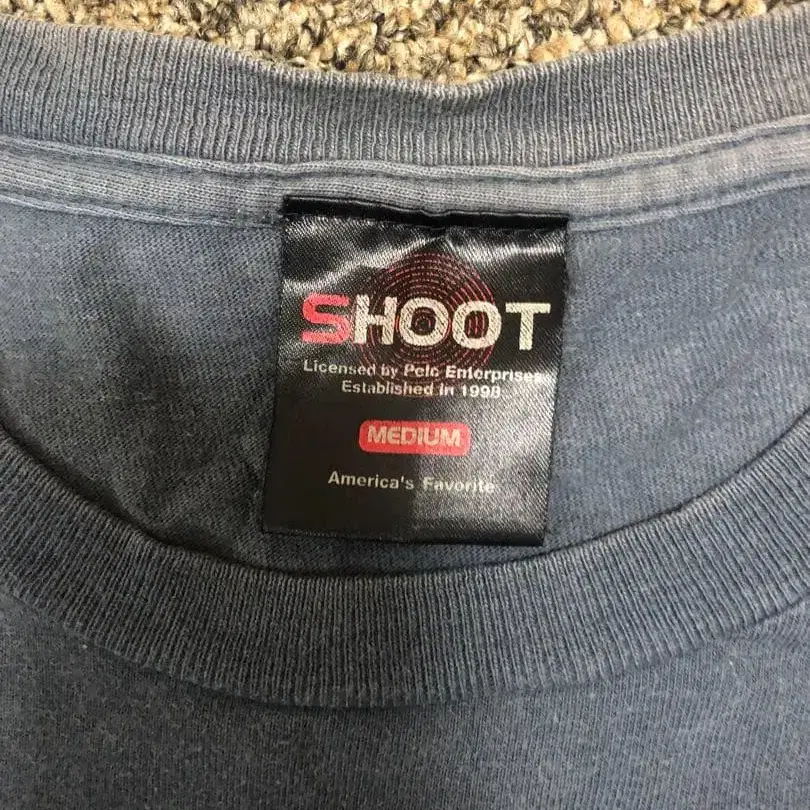 SHOOT
Licensed by Pelo Enterprises
Established in 1998
MEDIUM
America's Favorite